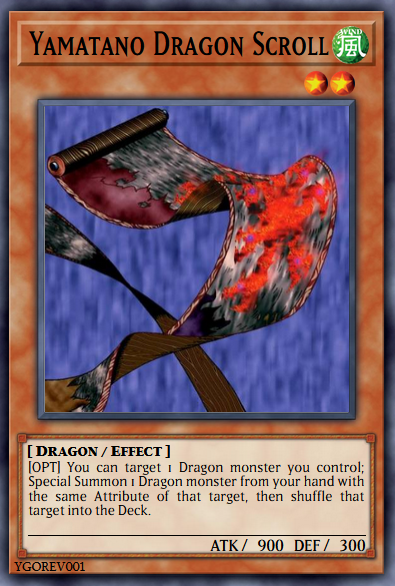 Yamatano Dragon Scroll
WIND
風
[ Dragon / Effect ]
[OPT] You can target 1 Dragon monster you control;
Special Summon 1 Dragon monster from your hand with
the same Attribute of that target, then shuffle that
target into the Deck.
ATK / 900 DEF / 300
YGOREV001